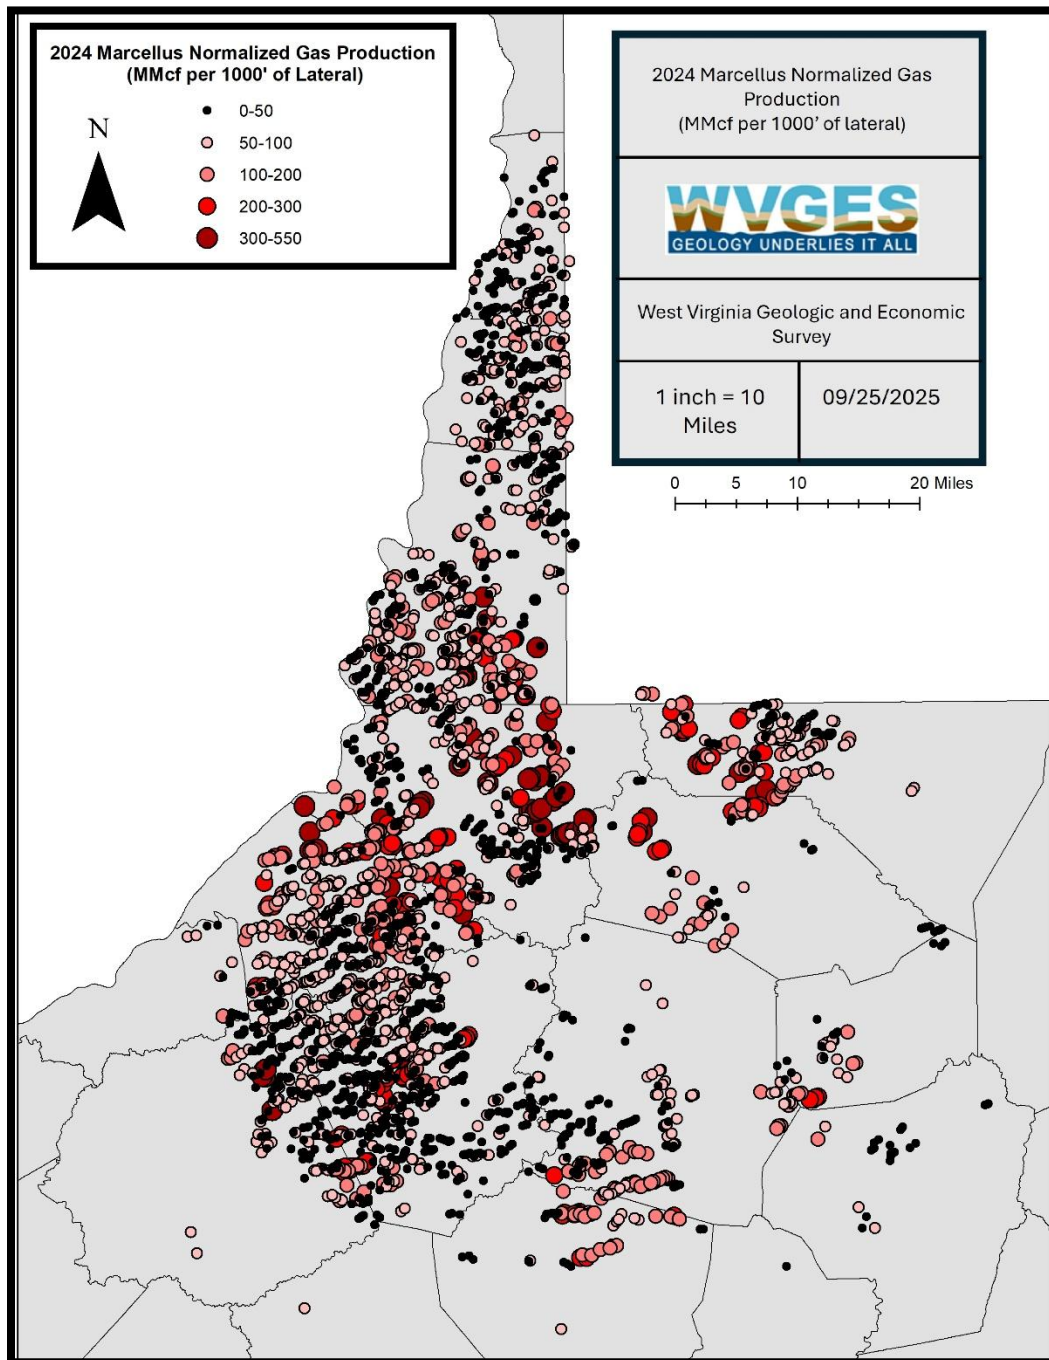 2024 Marcellus Normalized Gas Production
(MMcf per 1000' of Lateral)
N
0-50
50-100
100-200
200-300
300-550
2024 Marcellus Normalized Gas
Production
(MMcf per 1000’ of lateral)
WVGES
GEOLOGY UNDERLIES IT ALL
West Virginia Geologic and Economic
Survey
1 inch = 10
Miles
09/25/2025
0 5 10 20 Miles